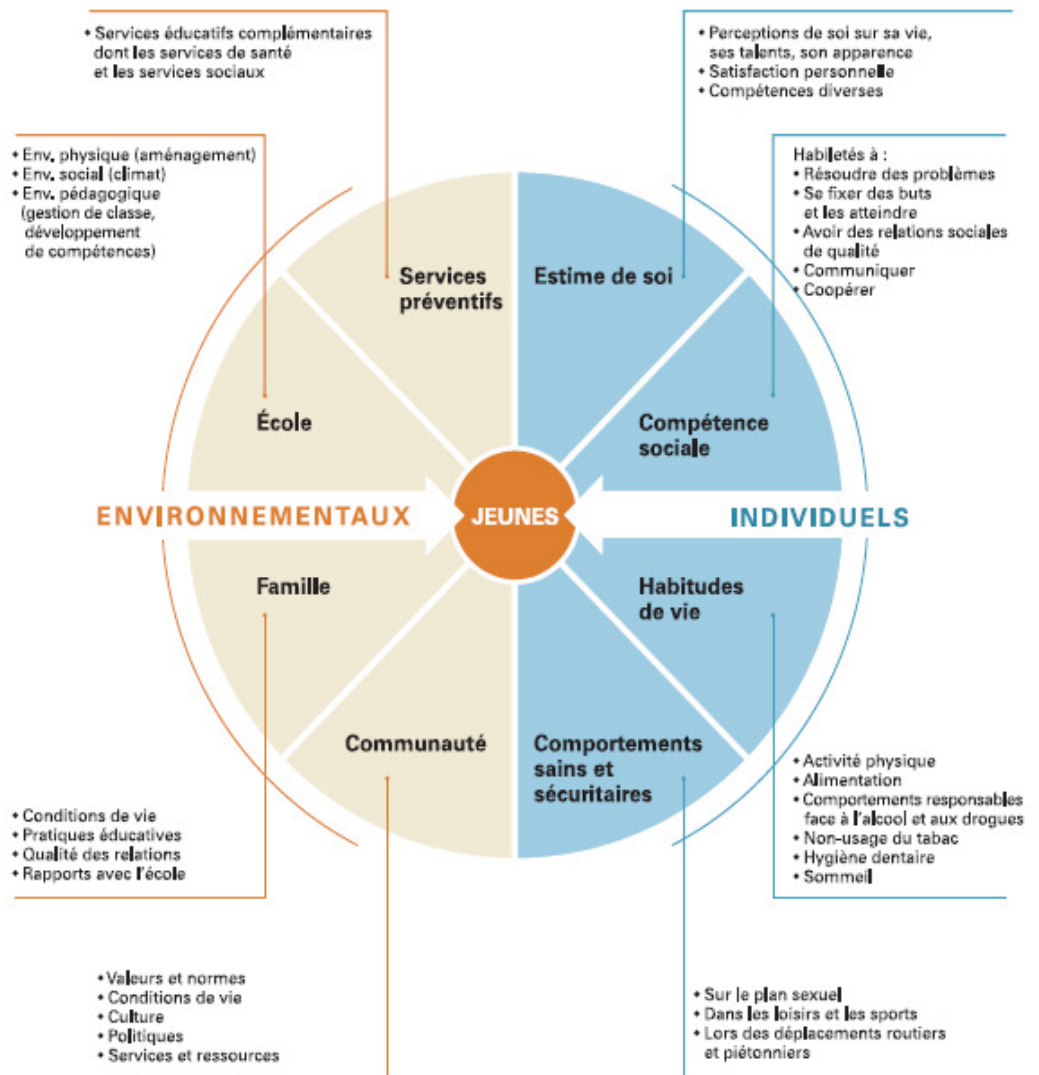 • Services éducatifs complémentaires
dont les services de santé
et les services sociaux
• Perceptions de soi sur sa vie,
ses talents, son apparence
• Satisfaction personnelle
• Compétences diverses
• Env. physique (aménagement)
• Env. social (climat)
• Env. pédagogique
(gestion de classe,
développement
de compétences)
Habiletés à :
• Résoudre des problèmes
• Se fixer des buts
et les atteindre
• Avoir des relations sociales
de qualité
• Communiquer
• Coopérer
Services
préventifs
Estime de soi
École
Compétence
sociale
ENVIRONNEMENTAUX
JEUNES
INDIVIDUELS
Famille
Habitudes
de vie
Communauté
Comportements
sains et
sécuritaires
• Conditions de vie
• Pratiques éducatives
• Qualité des relations
• Rapports avec l'école
• Activité physique
• Alimentation
• Comportements responsables
face à l'alcool et aux drogues
• Non-usage du tabac
• Hygiène dentaire
• Sommeil
• Valeurs et normes
• Conditions de vie
• Culture
• Politiques
• Services et ressources
• Sur le plan sexuel
• Dans les loisirs et les sports
• Lors des déplacements routiers
et piétonniers